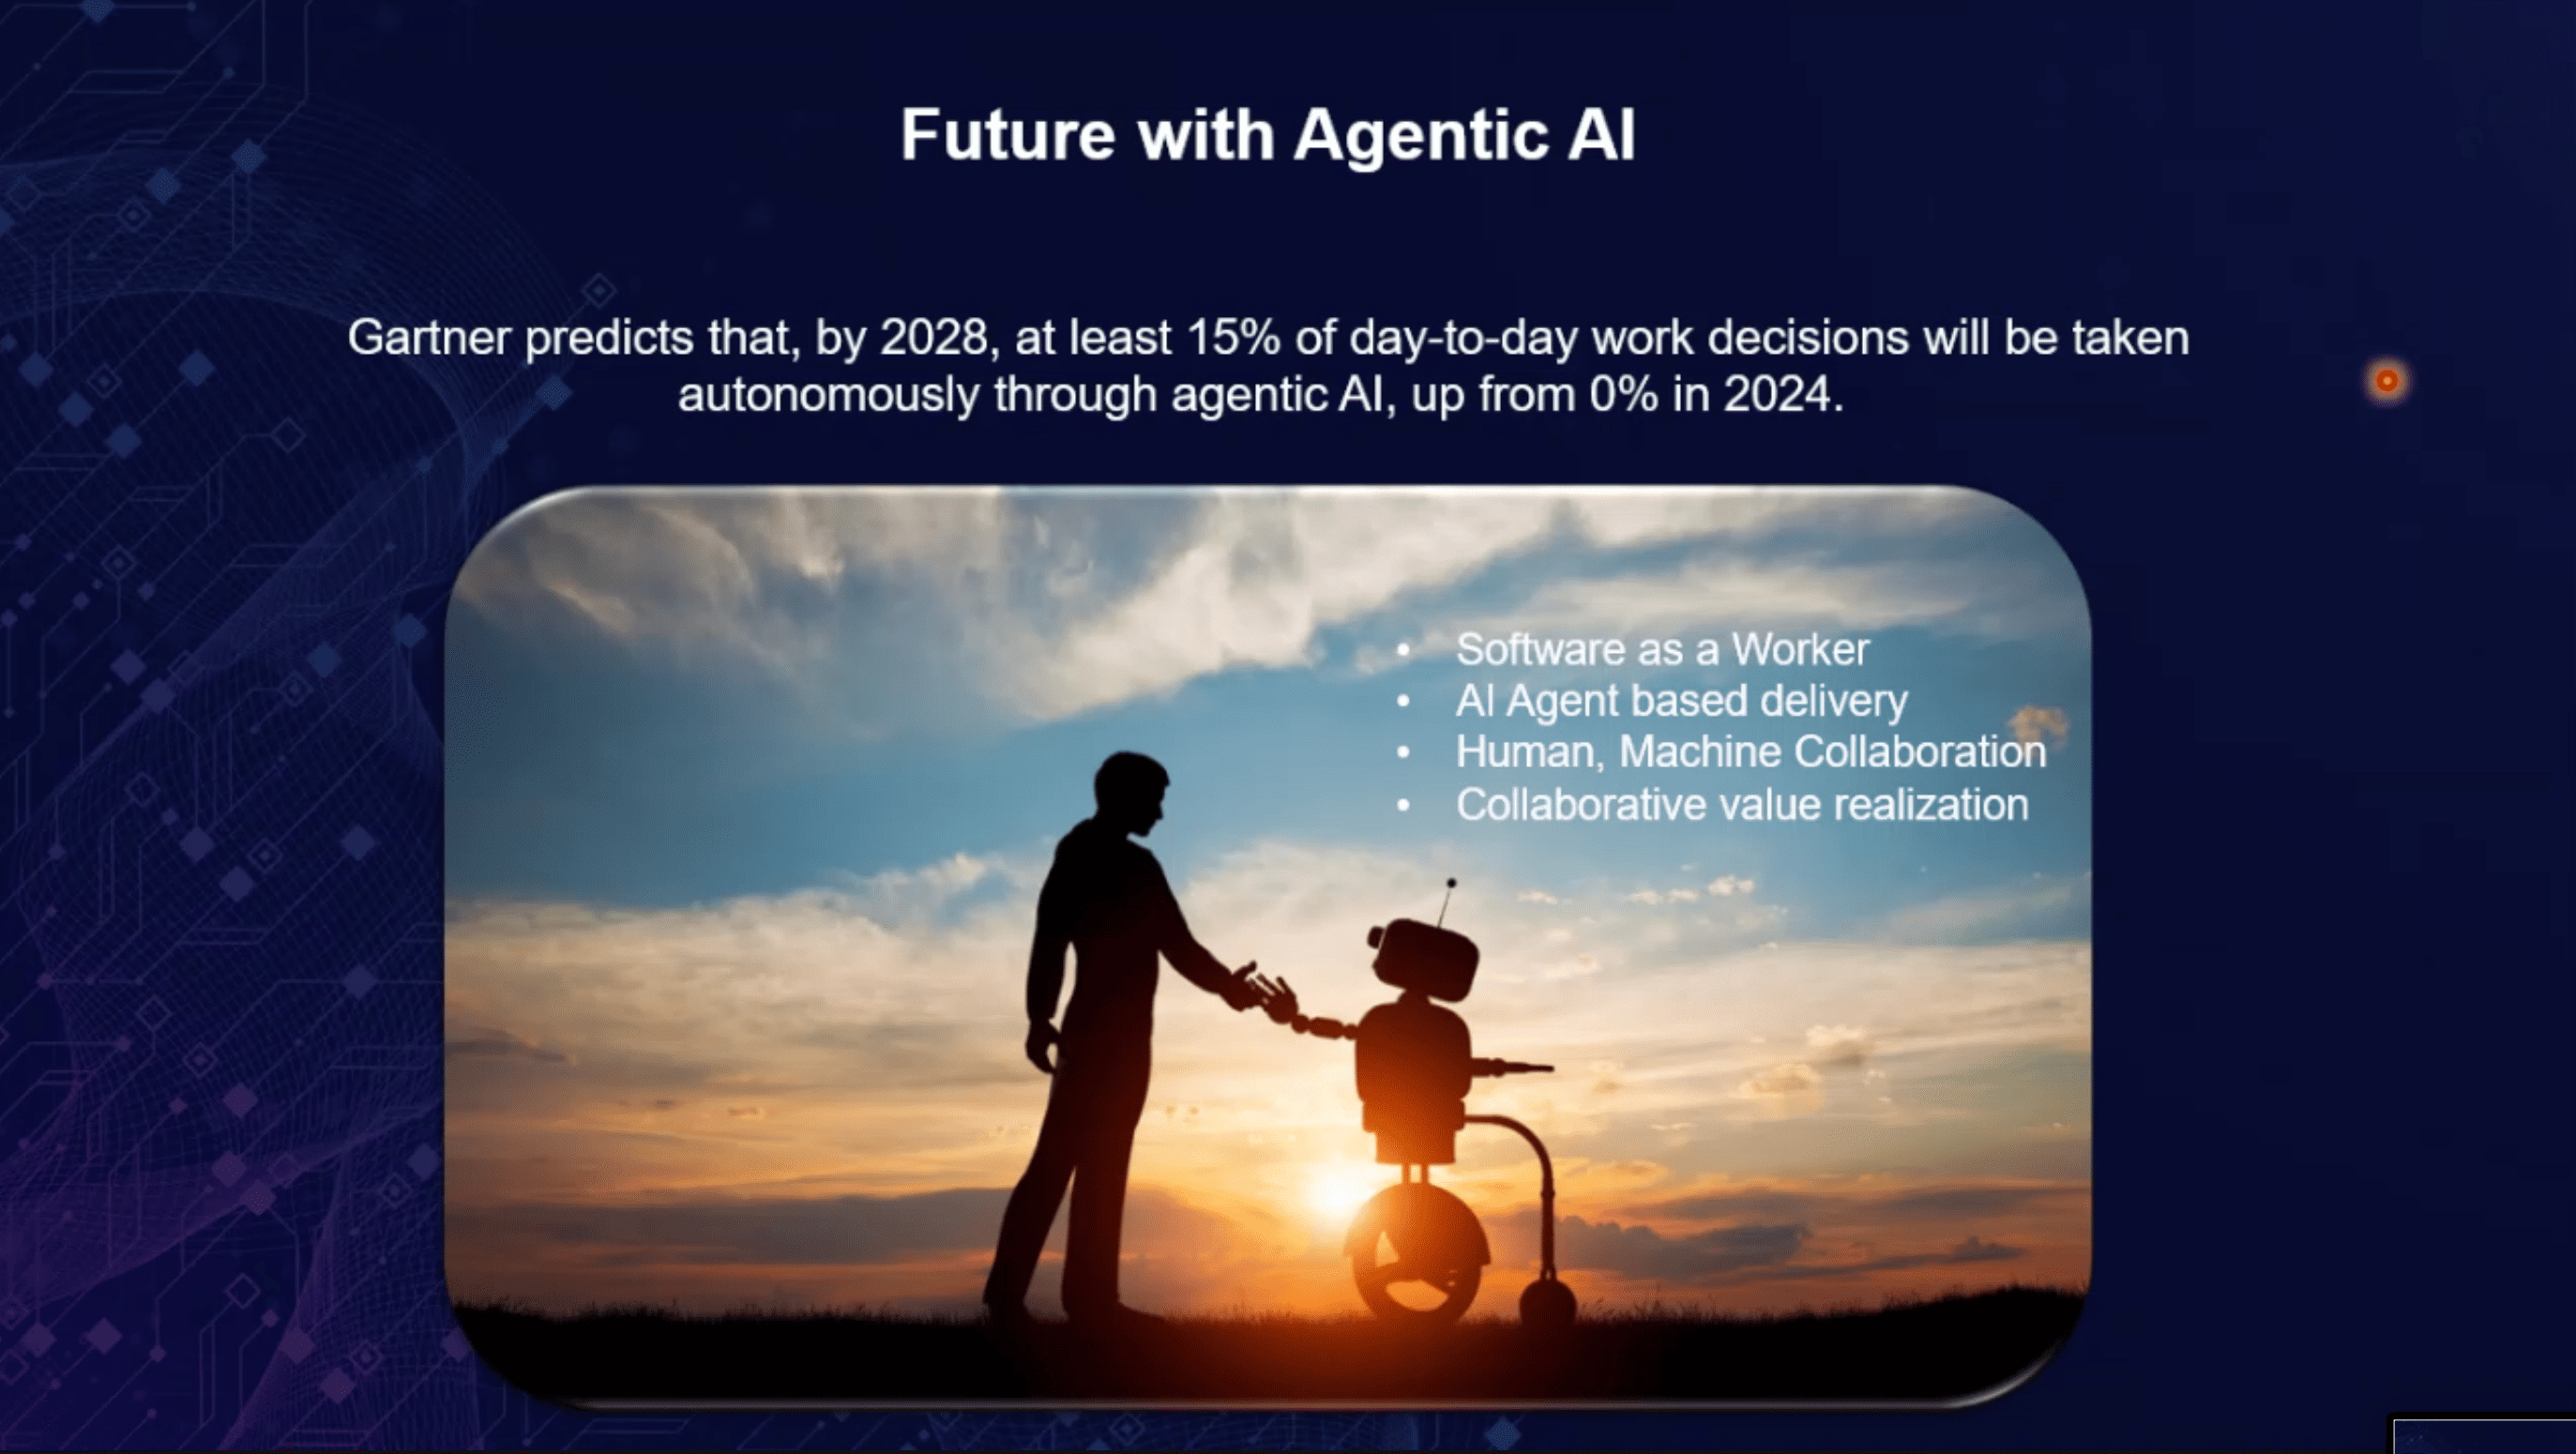 Future with Agentic AI
Gartner predicts that, by 2028, at least 15% of day-to-day work decisions will be taken
autonomously through agentic AI, up from 0% in 2024.
• Software as a Worker
• AI Agent based delivery
• Human, Machine Collaboration
• Collaborative value realization